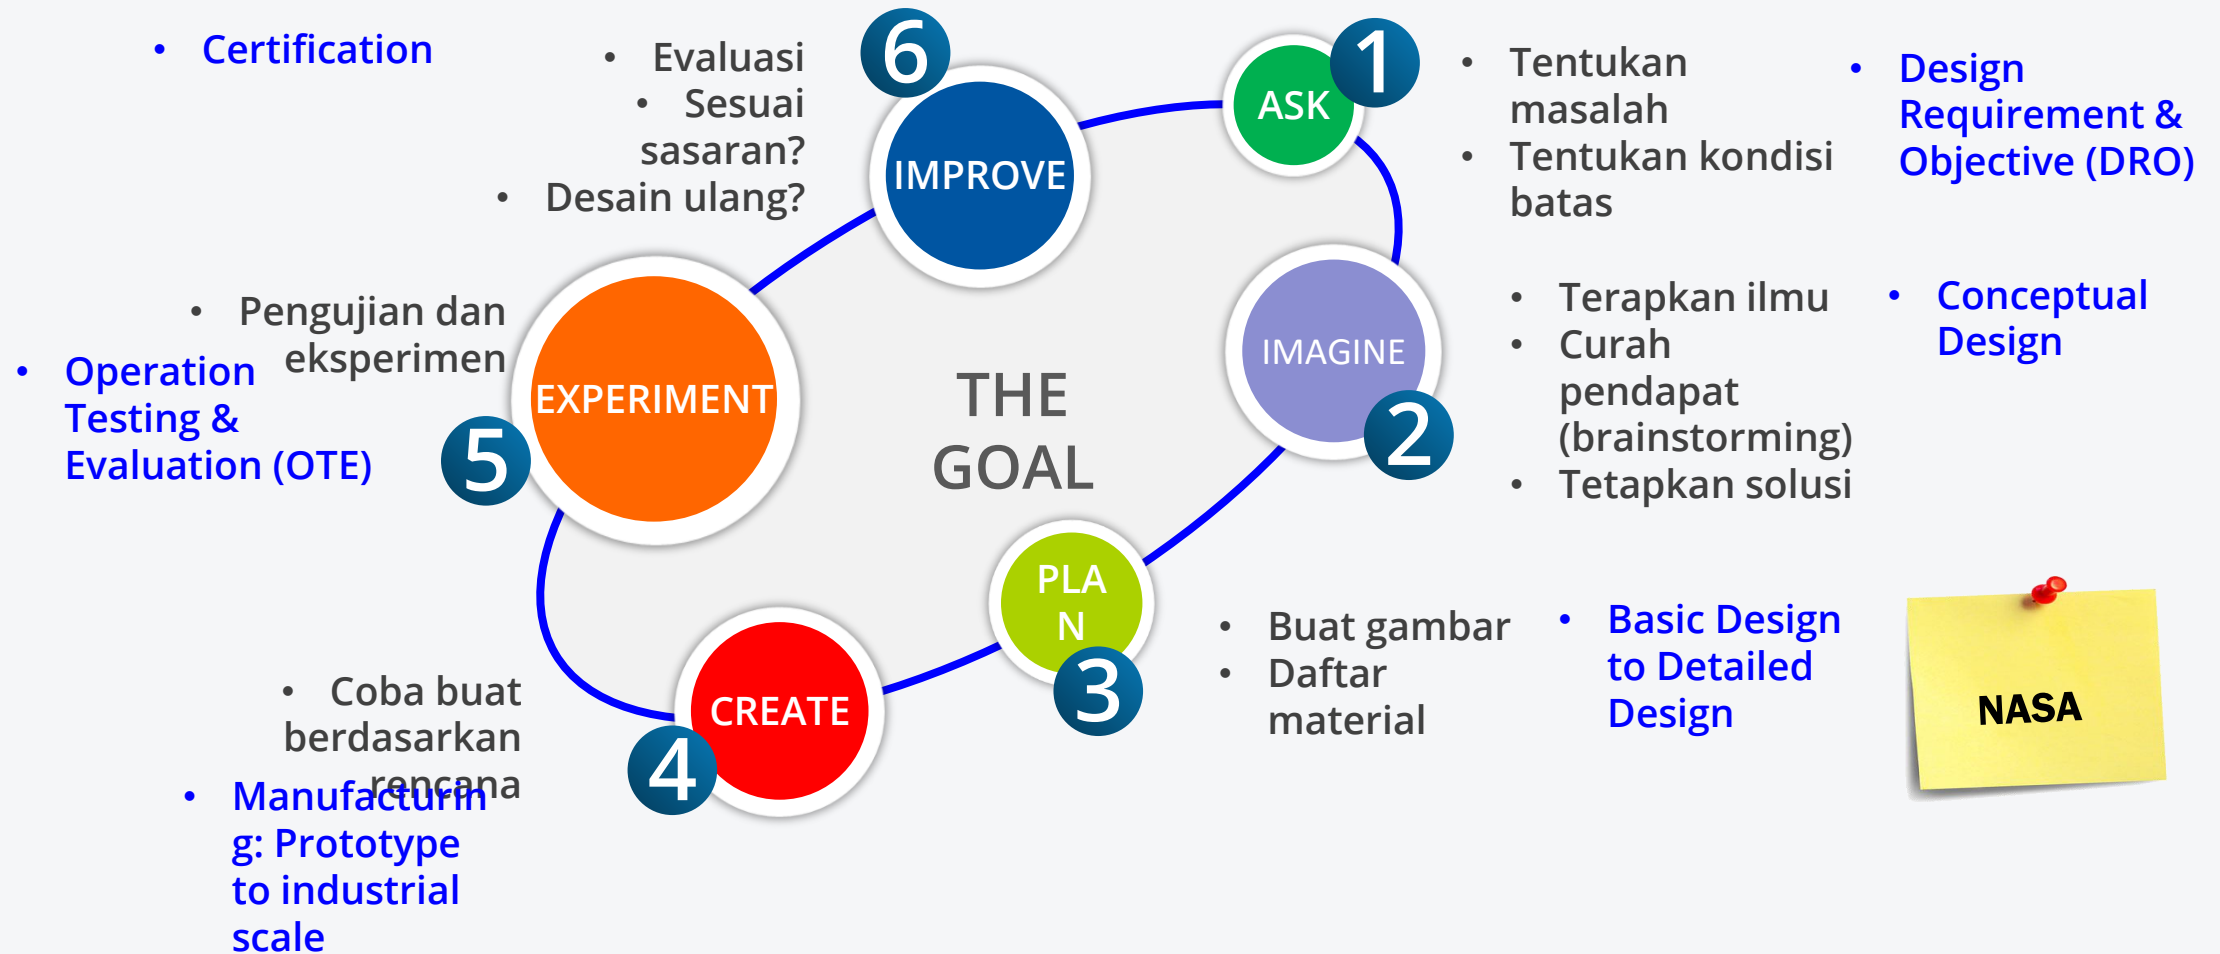 • Certification
• Evaluasi
• Sesuai
sasaran?
• Desain ulang?
6
IMPROVE
1
ASK
• Tentukan
masalah
• Tentukan kondisi
batas
• Design
Requirement &
Objective (DRO)
IMAGINE
2
• Terapkan ilmu
• Curah
pendapat
(brainstorming)
• Tetapkan solusi
• Conceptual
Design
THE
GOAL
• Pengujian dan
eksperimen
• Operation
Testing &
Evaluation (OTE)
EXPERIMENT
5
PLA
N
3
• Buat gambar
• Daftar
material
• Basic Design
to Detailed
Design
NASA
• Coba buat
berdasarkan
rencana
• Manufacturin
g: Prototype
to industrial
scale
CREATE
4